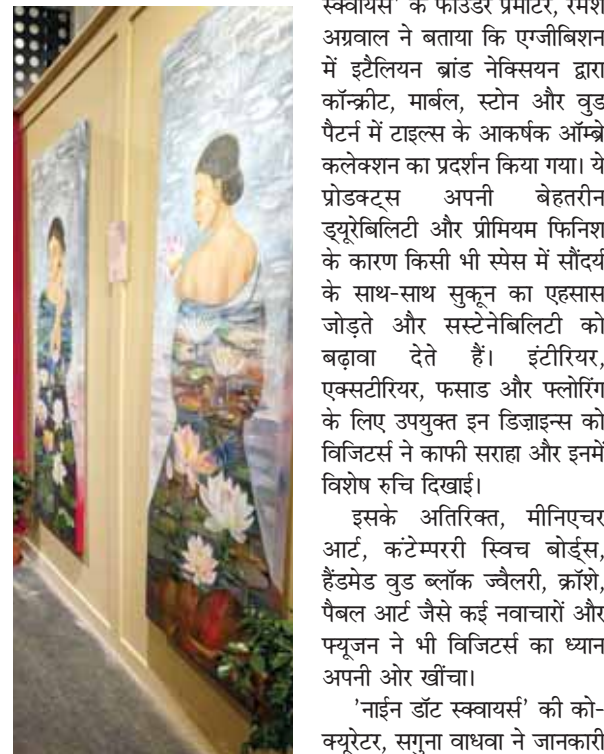 स्क्वायर्स' के फाउंडर प्रमोटर, रमेश
अग्रवाल ने बताया कि एग्जीबिशन
में इटैलियन ब्रांड नेक्सियन द्वारा
कॉन्क्रीट, मार्बल, स्टोन और वुड
पैटर्न में टाइल्स के आकर्षक ऑम्ब्रे
कलेक्शन का प्रदर्शन किया गया। ये
प्रोडक्ट्स अपनी बेहतरीन
ड्यूरेबिलिटी और प्रीमियम फिनिश
के कारण किसी भी स्पेस में सौंदर्य
के साथ-साथ सुकून का एहसास
जोड़ते और सस्टेनेबिलिटी को
बढ़ावा देते हैं। इंटीरियर,
एक्सटीरियर, फसाड और फ्लोरिंग
के लिए उपयुक्त इन डिज़ाइन्स को
विजिटर्स ने काफी सराहा और इनमें
विशेष रुचि दिखाई।
इसके अतिरिक्त, मीनिएचर
आर्ट, कंटेम्पररी स्विच बोर्ड्स,
हैंडमेड वुड ब्लॉक ज्वैलरी, क्रॉशे,
पैबल आर्ट जैसे कई नवाचारों और
फ्यूजन ने भी विजिटर्स का ध्यान
अपनी ओर खींचा।
'नाईन डॉट स्क्वायर्स' की को-
क्यूरेटर, सगुना वाधवा ने जानकारी